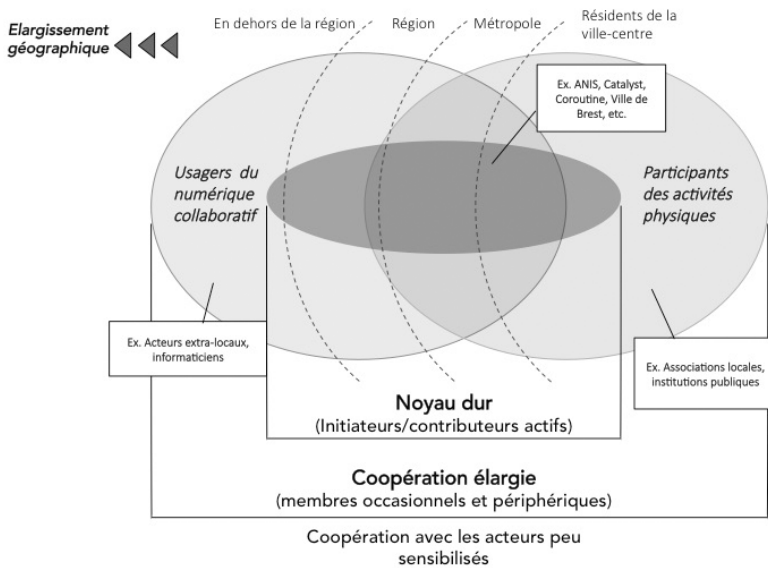 Elargissement
géographique
En dehors de la région
Région
Métropole
Résidents de la
ville-centre
Ex. ANIS, Catalyst,
Coroutine, Ville de
Brest, etc.
Usagers du
numérique
collaboratif
Participants
des activités
physiques
Ex. Acteurs extra-locaux,
informaticiens
Ex. Associations locales,
institutions publiques
Noyau dur
(Initiateurs/contributeurs actifs)
Coopération élargie
(membres occasionnels et périphériques)
Coopération avec les acteurs peu
sensibilisés